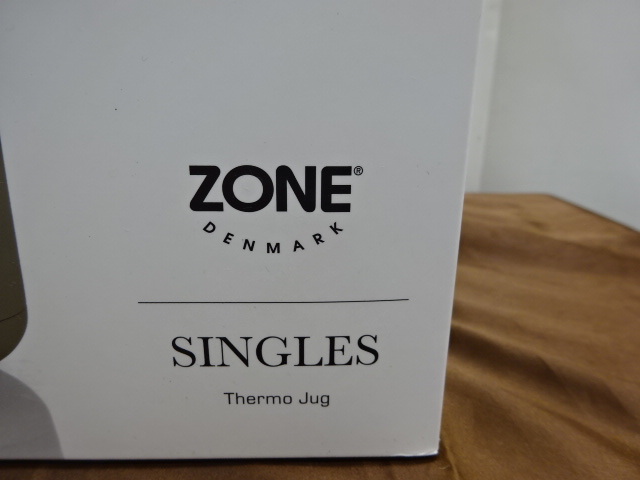 ZONE®
DENMARK
SINGLES
Thermo Jug